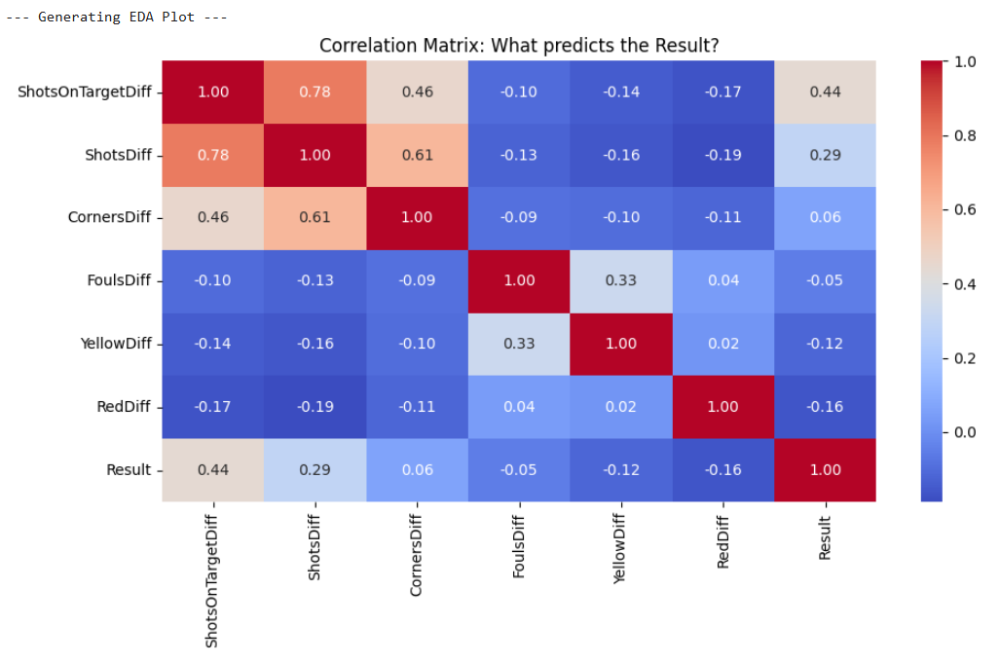 --- Generating EDA Plot ---
Correlation Matrix: What predicts the Result?
ShotsOnTargetDiff 1.00 0.78 0.46 -0.10 -0.14 -0.17 0.44
ShotsDiff 0.78 1.00 0.61 -0.13 -0.16 -0.19 0.29
CornersDiff 0.46 0.61 1.00 -0.09 -0.10 -0.11 0.06
FoulsDiff -0.10 -0.13 -0.09 1.00 0.33 0.04 -0.05
YellowDiff -0.14 -0.16 -0.10 0.33 1.00 0.02 -0.12
RedDiff -0.17 -0.19 -0.11 0.04 0.02 1.00 -0.16
Result 0.44 0.29 0.06 -0.05 -0.12 -0.16 1.00
ShotsOnTargetDiff
ShotsDiff
CornersDiff
FoulsDiff
YellowDiff
RedDiff
Result
1.0
0.8
0.6
0.4
0.2
0.0